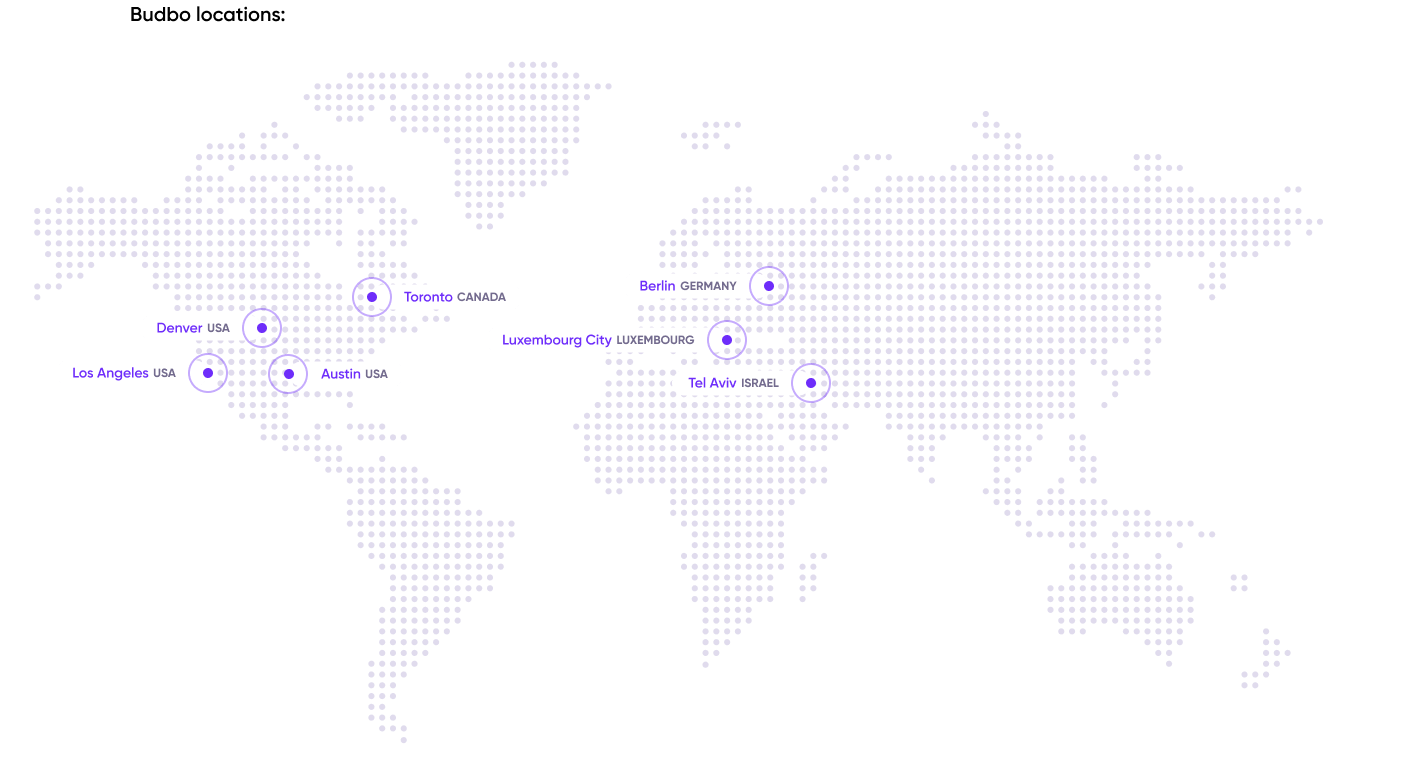 Budbo locations:
Berlin GERMANY
Toronto CANADA
Denver USA
Luxembourg City LUXEMBOURG
Los Angeles USA
Austin USA
Tel Aviv ISRAEL